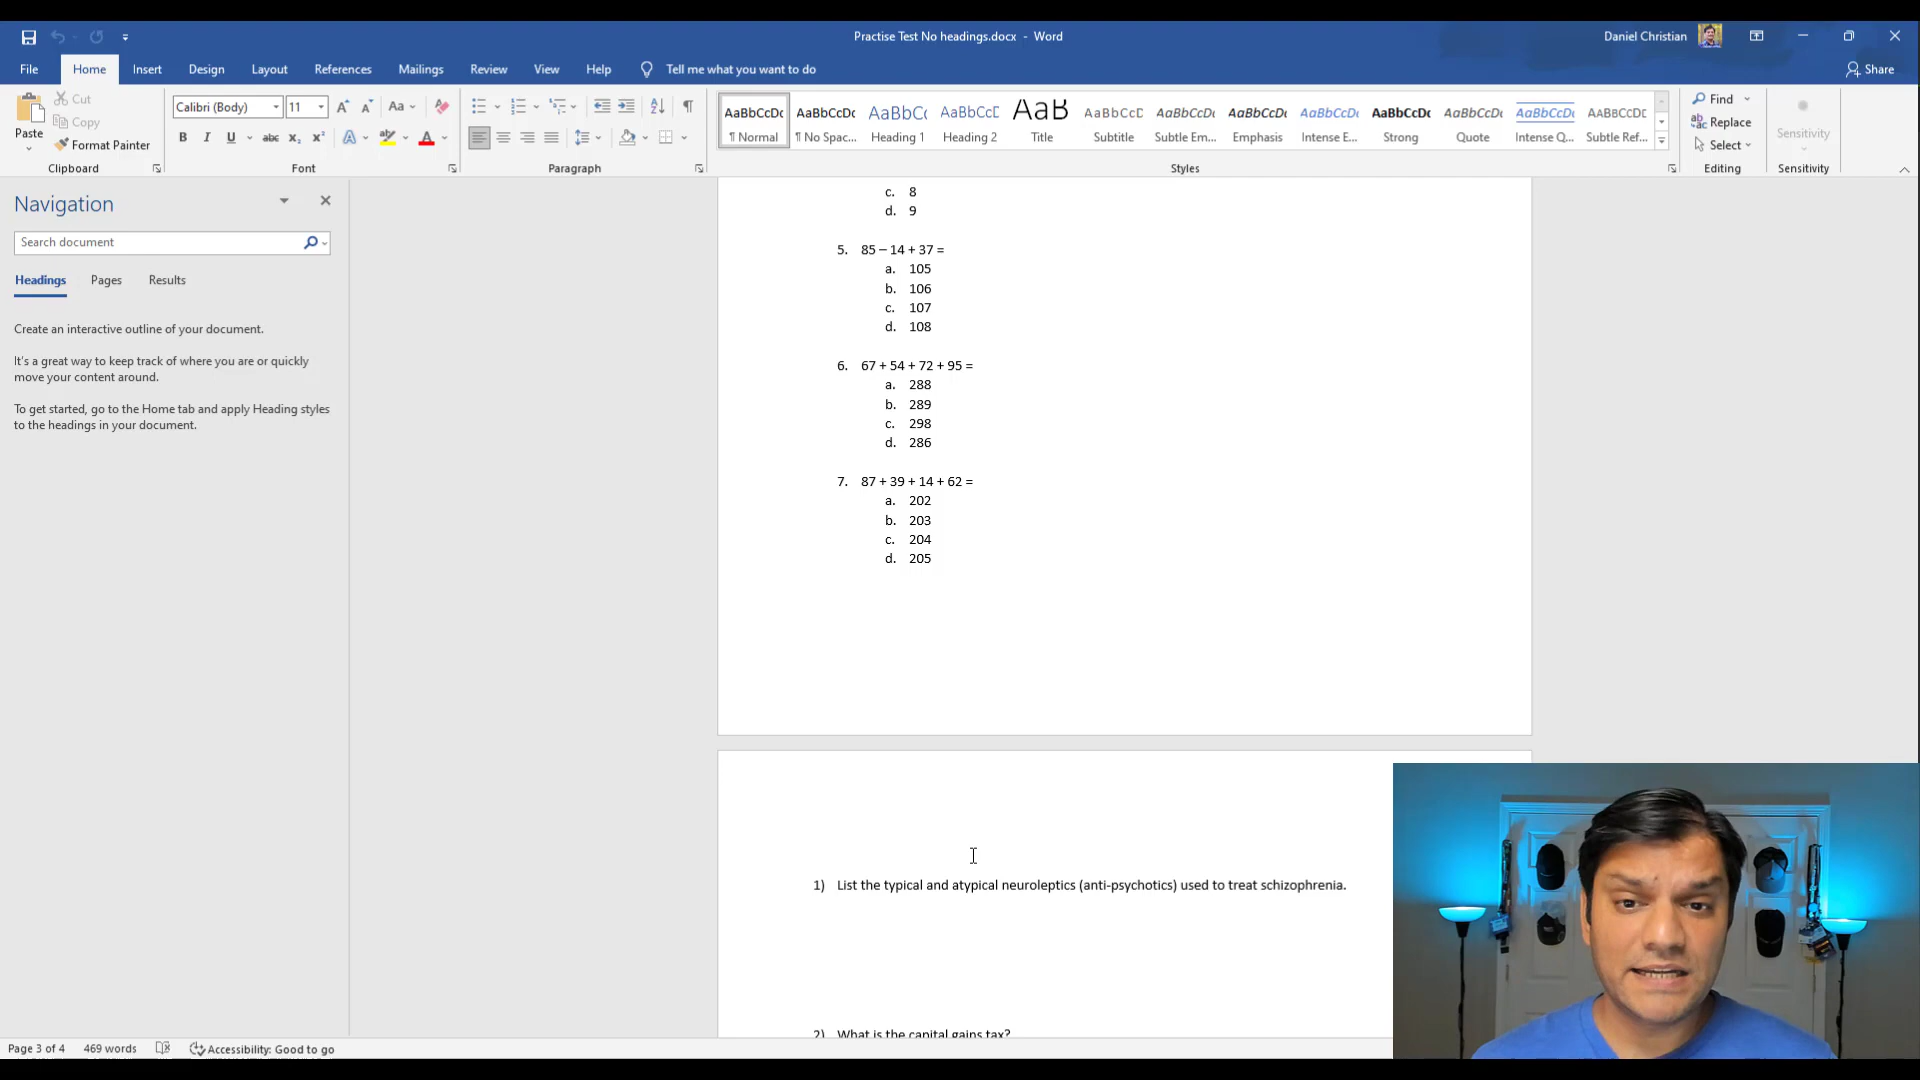 Practise Test No headings.docx - Word
Daniel Christian
File Home Insert Design Layout References Mailings Review View Help Tell me what you want to do
Share
Paste
Cut
Copy
Format Painter
Clipboard
Calibri (Body) 11
Font
Paragraph
AaBbCcDc AaBbCcDc AaBbC( AaBbCcD AaB AaBbCcD AaBbCcDc AaBbCcDc AaBbCcDc AaBbCcDc AaBbCcDc AaBbCcDc AABBCCDC
¶ Normal ¶ No Spac... Heading 1 Heading 2 Title Subtitle Subtle Em... Emphasis Intense E... Strong Quote Intense Q... Subtle Ref...
Styles
Find
Replace
Select
Editing
Sensitivity
Sensitivity
Navigation
Search document
Headings Pages Results
Create an interactive outline of your document.
It's a great way to keep track of where you are or quickly
move your content around.
To get started, go to the Home tab and apply Heading styles
to the headings in your document.
c. 8
d. 9
5. 85 – 14 + 37 =
a. 105
b. 106
c. 107
d. 108
6. 67 + 54 + 72 + 95 =
a. 288
b. 289
c. 298
d. 286
7. 87 + 39 + 14 + 62 =
a. 202
b. 203
c. 204
d. 205
1) List the typical and atypical neuroleptics (anti-psychotics) used to treat schizophrenia.
2) What is the capital gains tax?
Page 3 of 4 469 words Accessibility: Good to go